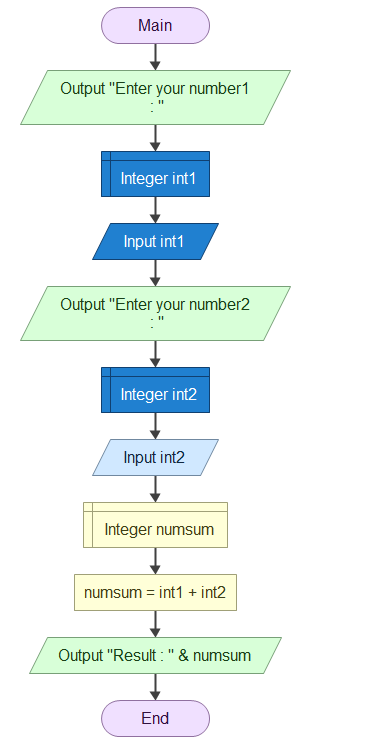 Main
Output "Enter your number1
: "
Integer int1
Input int1
Output "Enter your number2
: "
Integer int2
Input int2
Integer numsum
numsum = int1 + int2
Output "Result : " & numsum
End